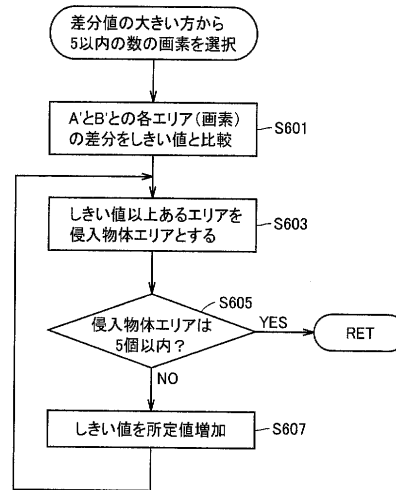 差分値の大きい方から
5以内の数の画素を選択
A'とB'との各エリア(画素)
の差分をしきい値と比較
S601
しきい値以上あるエリアを
侵入物体エリアとする
S603
S605
侵入物体エリアは
5個以内?
YES
RET
NO
しきい値を所定値増加
S607